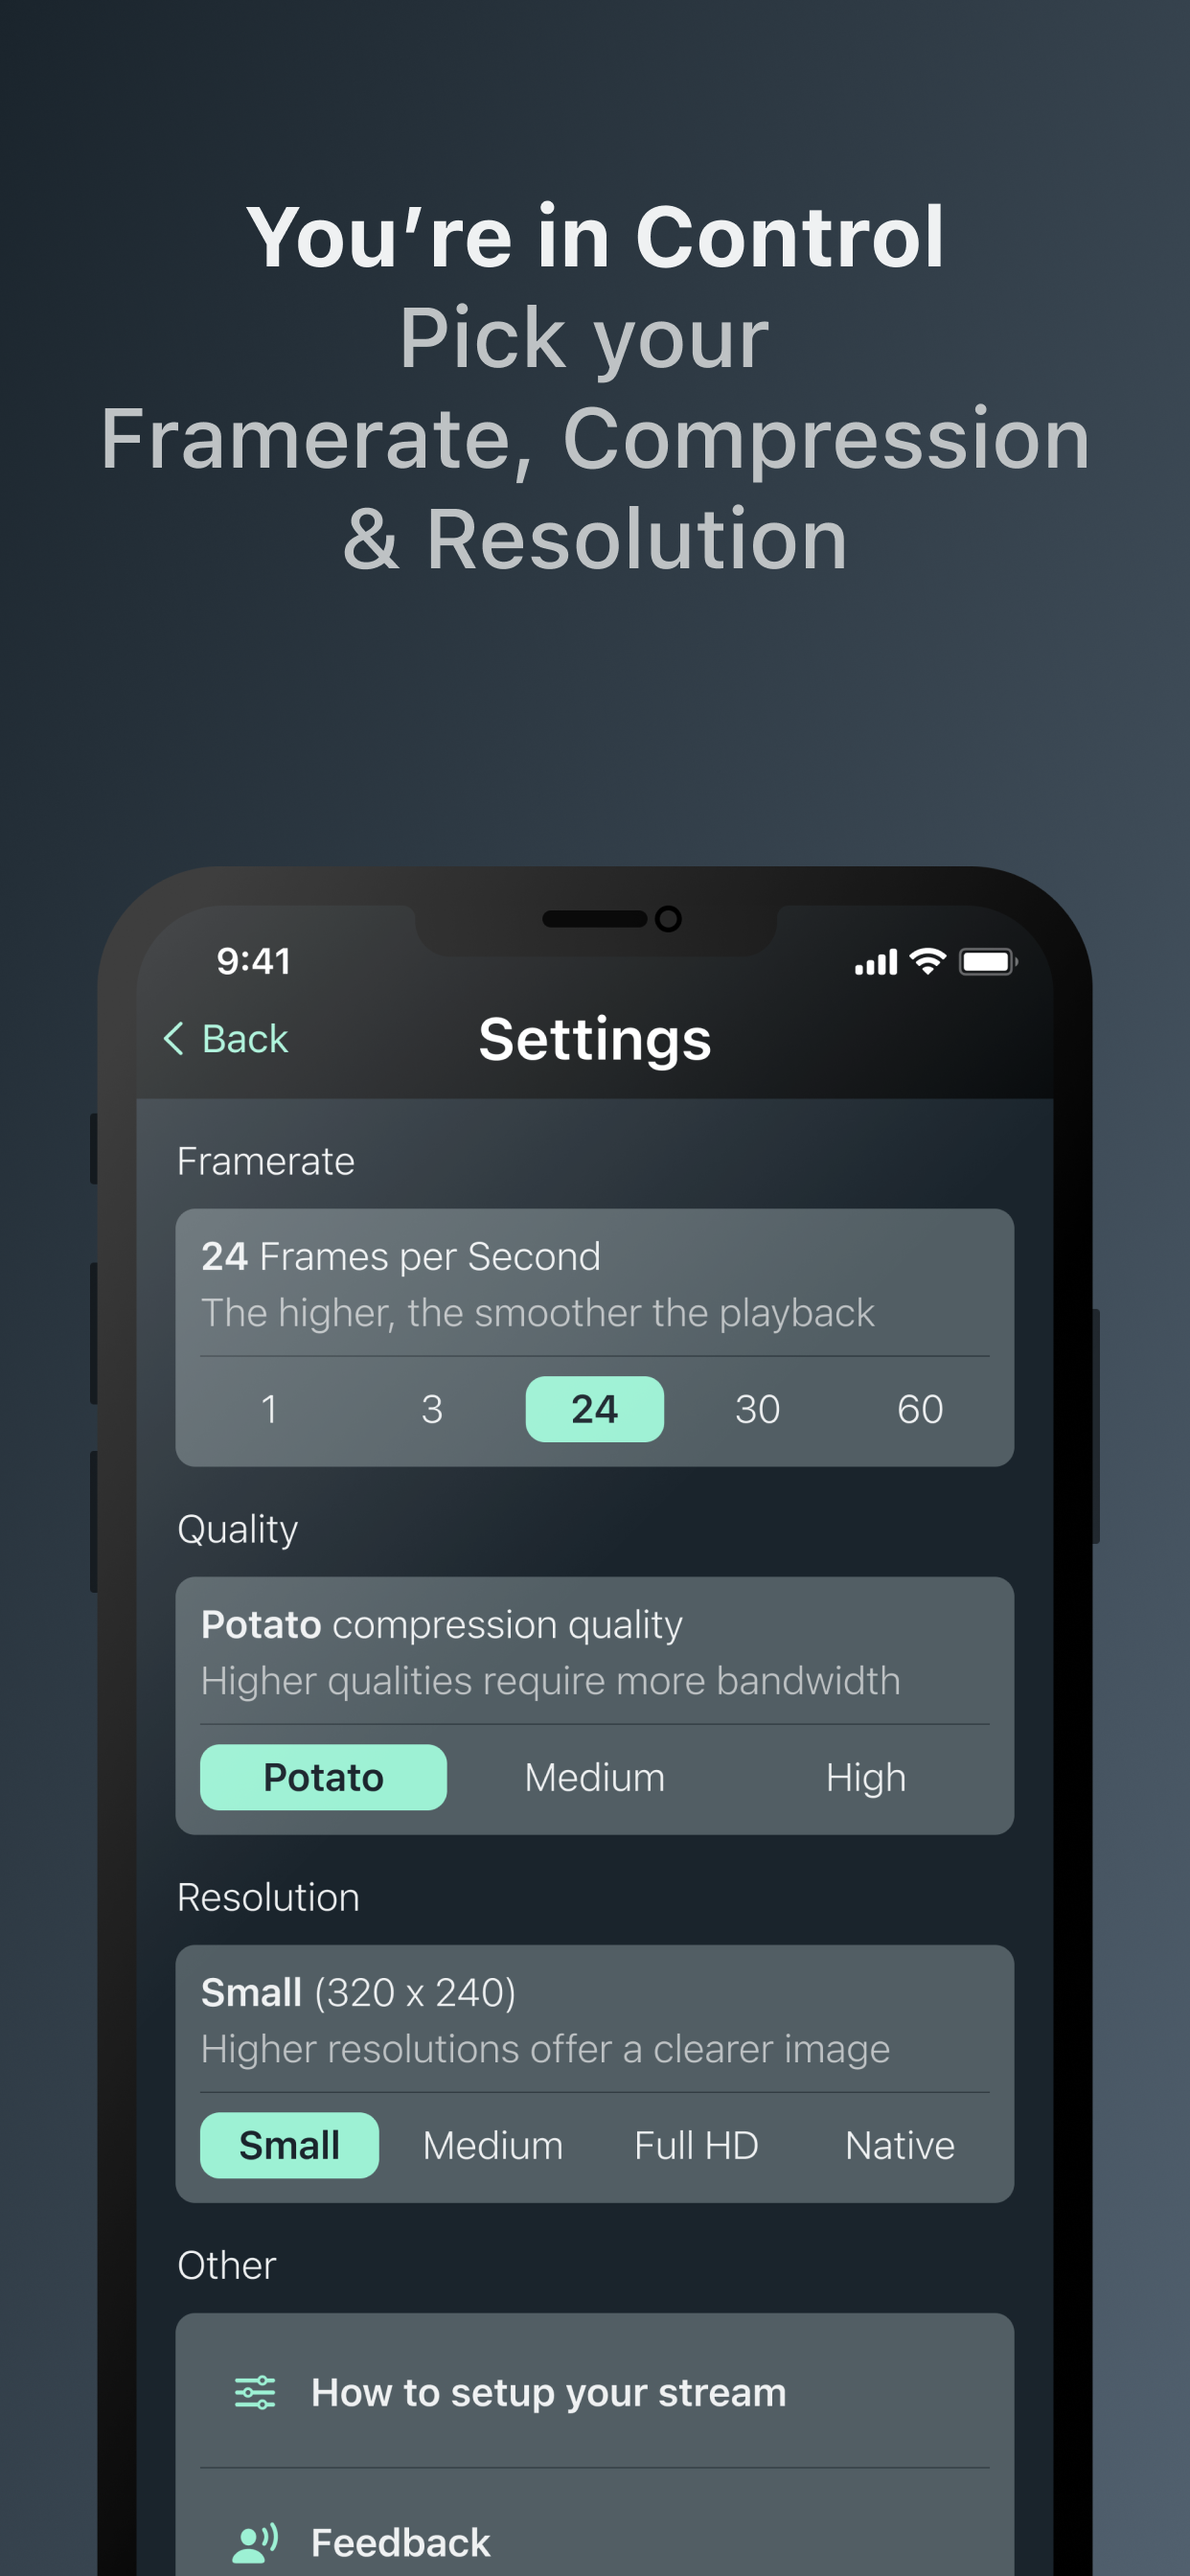 You’re in Control
Pick your
Framerate, Compression
& Resolution
9:41
Back
Settings
Framerate
24 Frames per Second
The higher, the smoother the playback
1 3 24 30 60
Quality
Potato compression quality
Higher qualities require more bandwidth
Potato Medium High
Resolution
Small (320 x 240)
Higher resolutions offer a clearer image
Small Medium Full HD Native
Other
How to setup your stream
Feedback